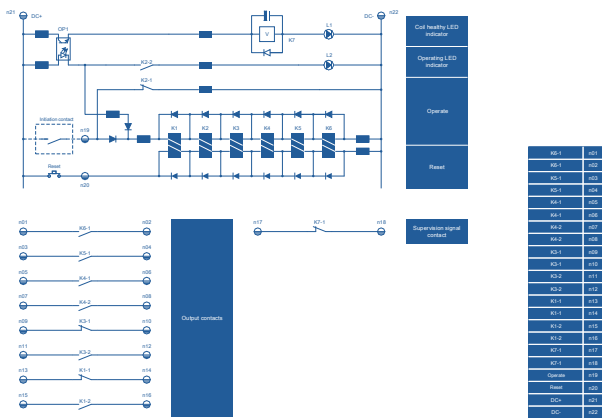 n21
DC+
OP1
K7
V
L1
DC-
n22
Coil healthy LED
indicator
K2-2
L2
Operating LED
indicator
K2-1
Operate
Initiation contact
n19
K1
K2
K3
K4
K5
K6
Reset
n20
Reset
n01
K6-1
n02
n03
K5-1
n04
n05
K4-1
n06
n07
K4-2
n08
n09
K3-1
n10
n11
K3-2
n12
n13
K1-1
n14
n15
K1-2
n16
Output contacts
n17
K7-1
n18
Supervision signal
contact
K6-1 n01
K6-1 n02
K5-1 n03
K5-1 n04
K4-1 n05
K4-1 n06
K4-2 n07
K4-2 n08
K3-1 n09
K3-1 n10
K3-2 n11
K3-2 n12
K1-1 n13
K1-1 n14
K1-2 n15
K1-2 n16
K7-1 n17
K7-1 n18
Operate n19
Reset n20
DC+ n21
DC- n22